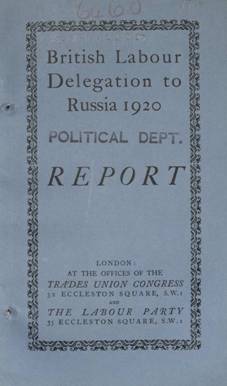 British Labour
Delegation to
Russia 1920
POLITICAL DEPT.
REPORT
LONDON:
AT THE OFFICES OF THE
TRADES UNION CONGRESS
32 ECCLESTON SQUARE, S.W.1
AND
THE LABOUR PARTY
33 ECCLESTON SQUARE, S.W.1